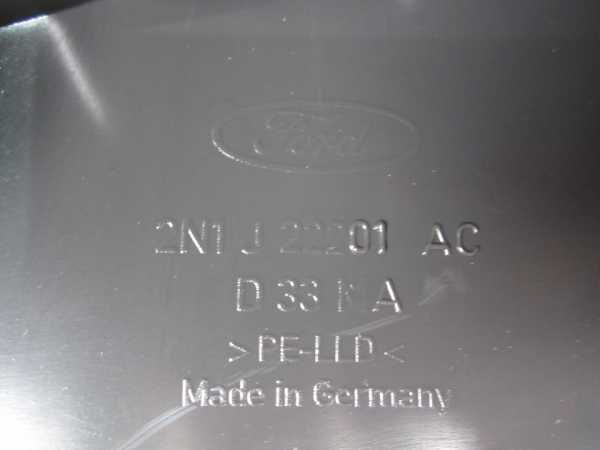 Ford
2N1J 22201 AC
D 33 K A
>PE-LLD<
Made in Germany